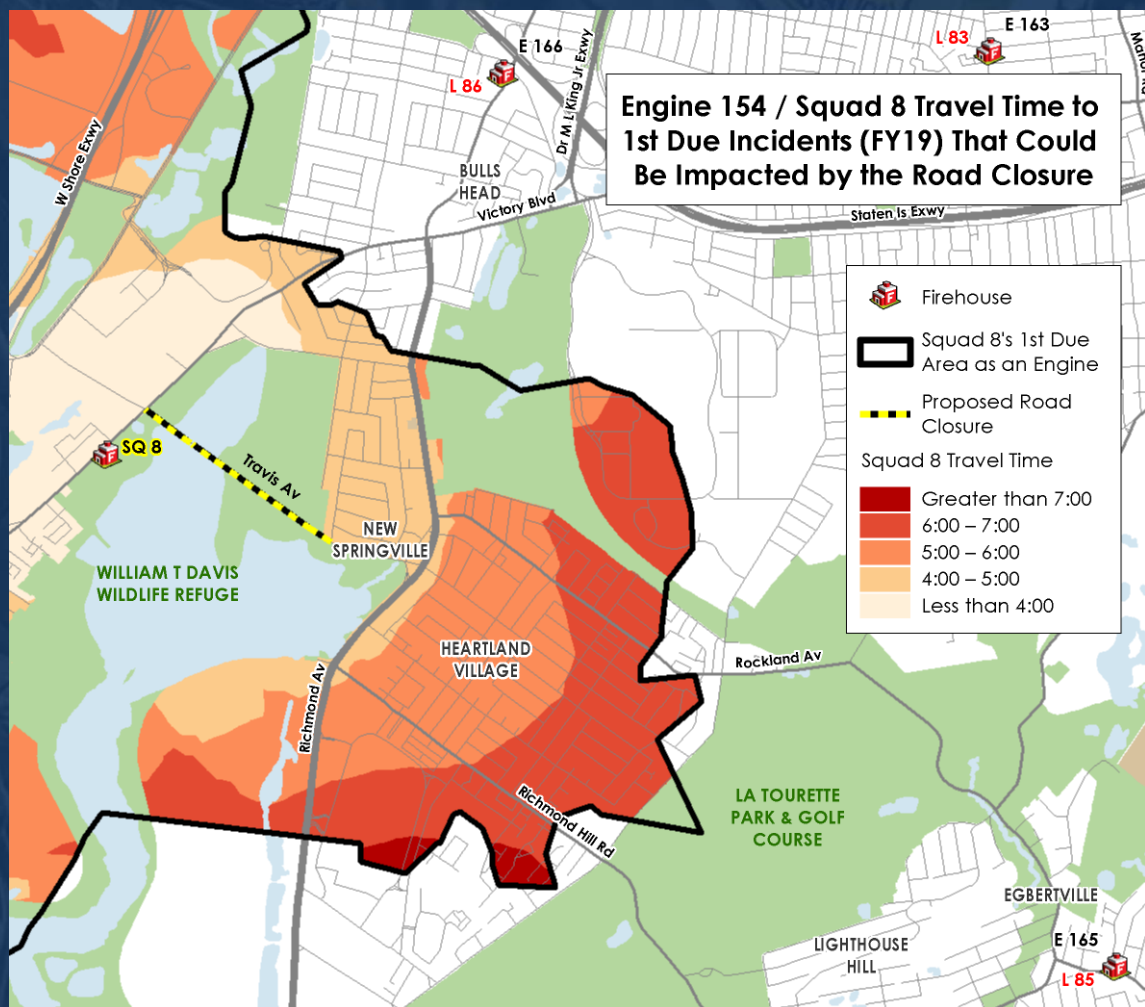 E 163
L 83
E 166
L 86
Engine 154 / Squad 8 Travel Time to
1st Due Incidents (FY19) That Could
Be Impacted by the Road Closure
Dr M L King Jr Expwy
W Shore Expwy
BULLS
HEAD
Victory Blvd
Staten Is Expwy
Firehouse
Squad 8's 1st Due
Area as an Engine
Proposed Road
Closure
Squad 8 Travel Time
Greater than 7:00
6:00 – 7:00
5:00 – 6:00
4:00 – 5:00
Less than 4:00
SQ 8
Travis Av
NEW
SPRINGVILLE
WILLIAM T DAVIS
WILDLIFE REFUGE
HEARTLAND
VILLAGE
Rockland Av
Richmond Av
Richmond Hill Rd
LA TOURETTE
PARK & GOLF
COURSE
EGBERTVILLE
LIGHTHOUSE
HILL
E 165
L 85